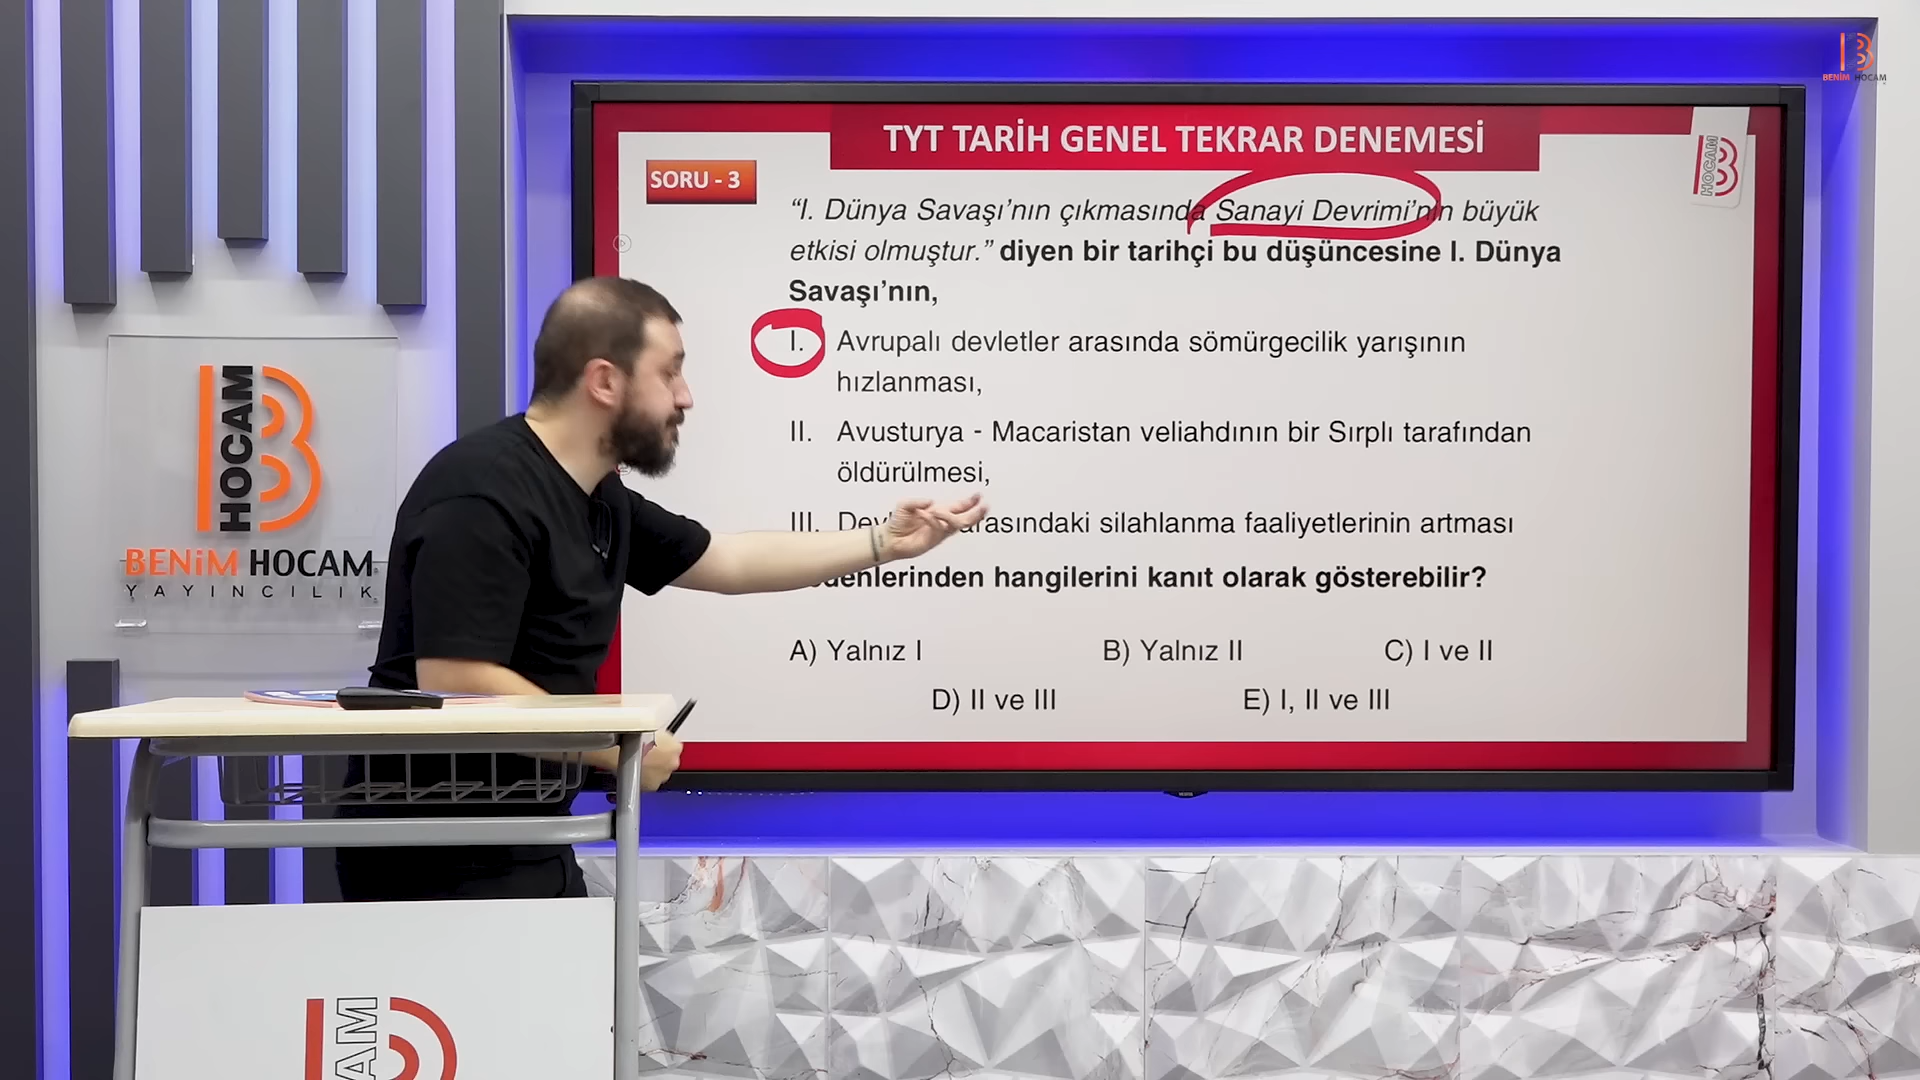 BENİM HOCAM
TYT TARİH GENEL TEKRAR DENEMESİ
HOCAM
SORU - 3
“I. Dünya Savaşı’nın çıkmasında Sanayi Devrimi’nin büyük
etkisi olmuştur.” diyen bir tarihçi bu düşüncesine I. Dünya
Savaşı’nın,
I. Avrupalı devletler arasında sömürgecilik yarışının
hızlanması,
II. Avusturya - Macaristan veliahdının bir Sırplı tarafından
öldürülmesi,
III. arasındaki silahlanma faaliyetlerinin artması
hangilerini kanıt olarak gösterebilir?
A) Yalnız I
B) Yalnız II
C) I ve II
D) II ve III
E) I, II ve III
HOCAM
BENİM HOCAM
YAYINCILIK